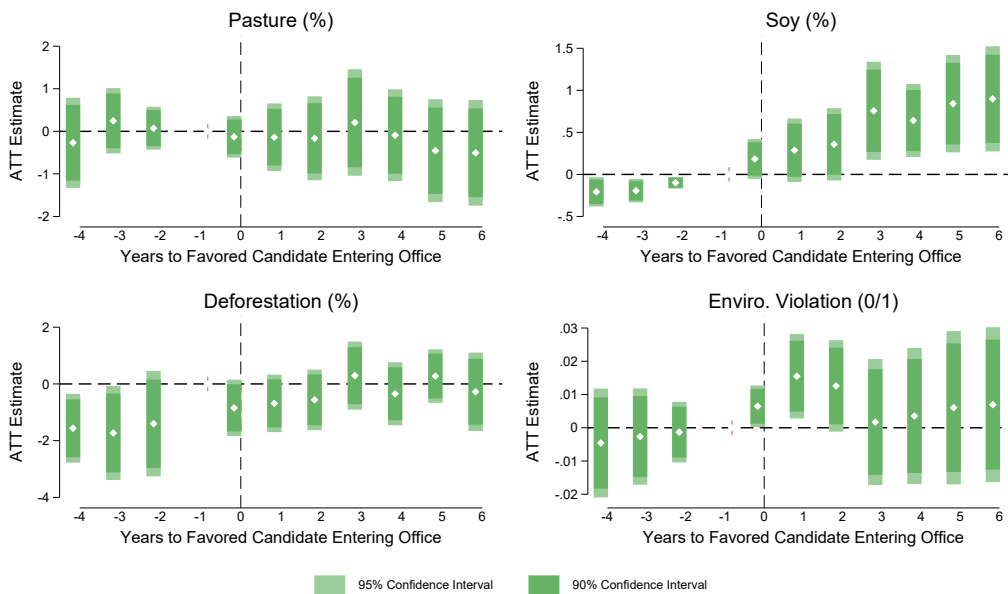 Pasture (%)
ATT Estimate
2
1
0
-1
-2
-4 -3 -2 -1 0 1 2 3 4 5 6
Years to Favored Candidate Entering Office
Soy (%)
ATT Estimate
1.5
1
.5
0
-.5
-4 -3 -2 -1 0 1 2 3 4 5 6
Years to Favored Candidate Entering Office
Deforestation (%)
ATT Estimate
2
0
-2
-4
-4 -3 -2 -1 0 1 2 3 4 5 6
Years to Favored Candidate Entering Office
Enviro. Violation (0/1)
ATT Estimate
.03
.02
.01
0
-.01
-.02
-4 -3 -2 -1 0 1 2 3 4 5 6
Years to Favored Candidate Entering Office
95% Confidence Interval
90% Confidence Interval